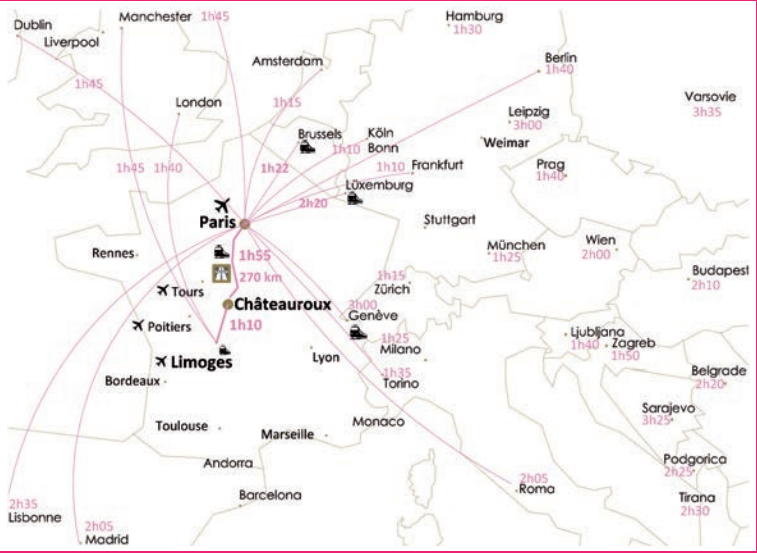 Dublin
Manchester
1h45
Hamburg
1h30
Liverpool
Amsterdam
Berlin
1h40
1h45
London
1h15
Varsovie
3h35
Leipzig
3h00
Brussels
Köln
Bonn
1h10
Weimar
1h45
1h40
1h22
1h10
Frankfurt
Prag
1h40
Lüxemburg
2h20
Paris
Stuttgart
Rennes
1h55
München
1h25
Wien
2h00
270 km
1h15
Zürich
Budapest
2h10
Tours
Châteauroux
3h00
Genève
Poitiers
1h10
1h25
Milano
Ljubljana
1h40
Zagreb
1h50
Limoges
Lyon
1h35
Torino
Belgrade
2h20
Bordeaux
Sarajevo
3h25
Toulouse
Marseille
Monaco
Andorra
Podgorica
2h25
2h05
Roma
Barcelona
Tirana
2h30
2h35
Lisbonne
2h05
Madrid